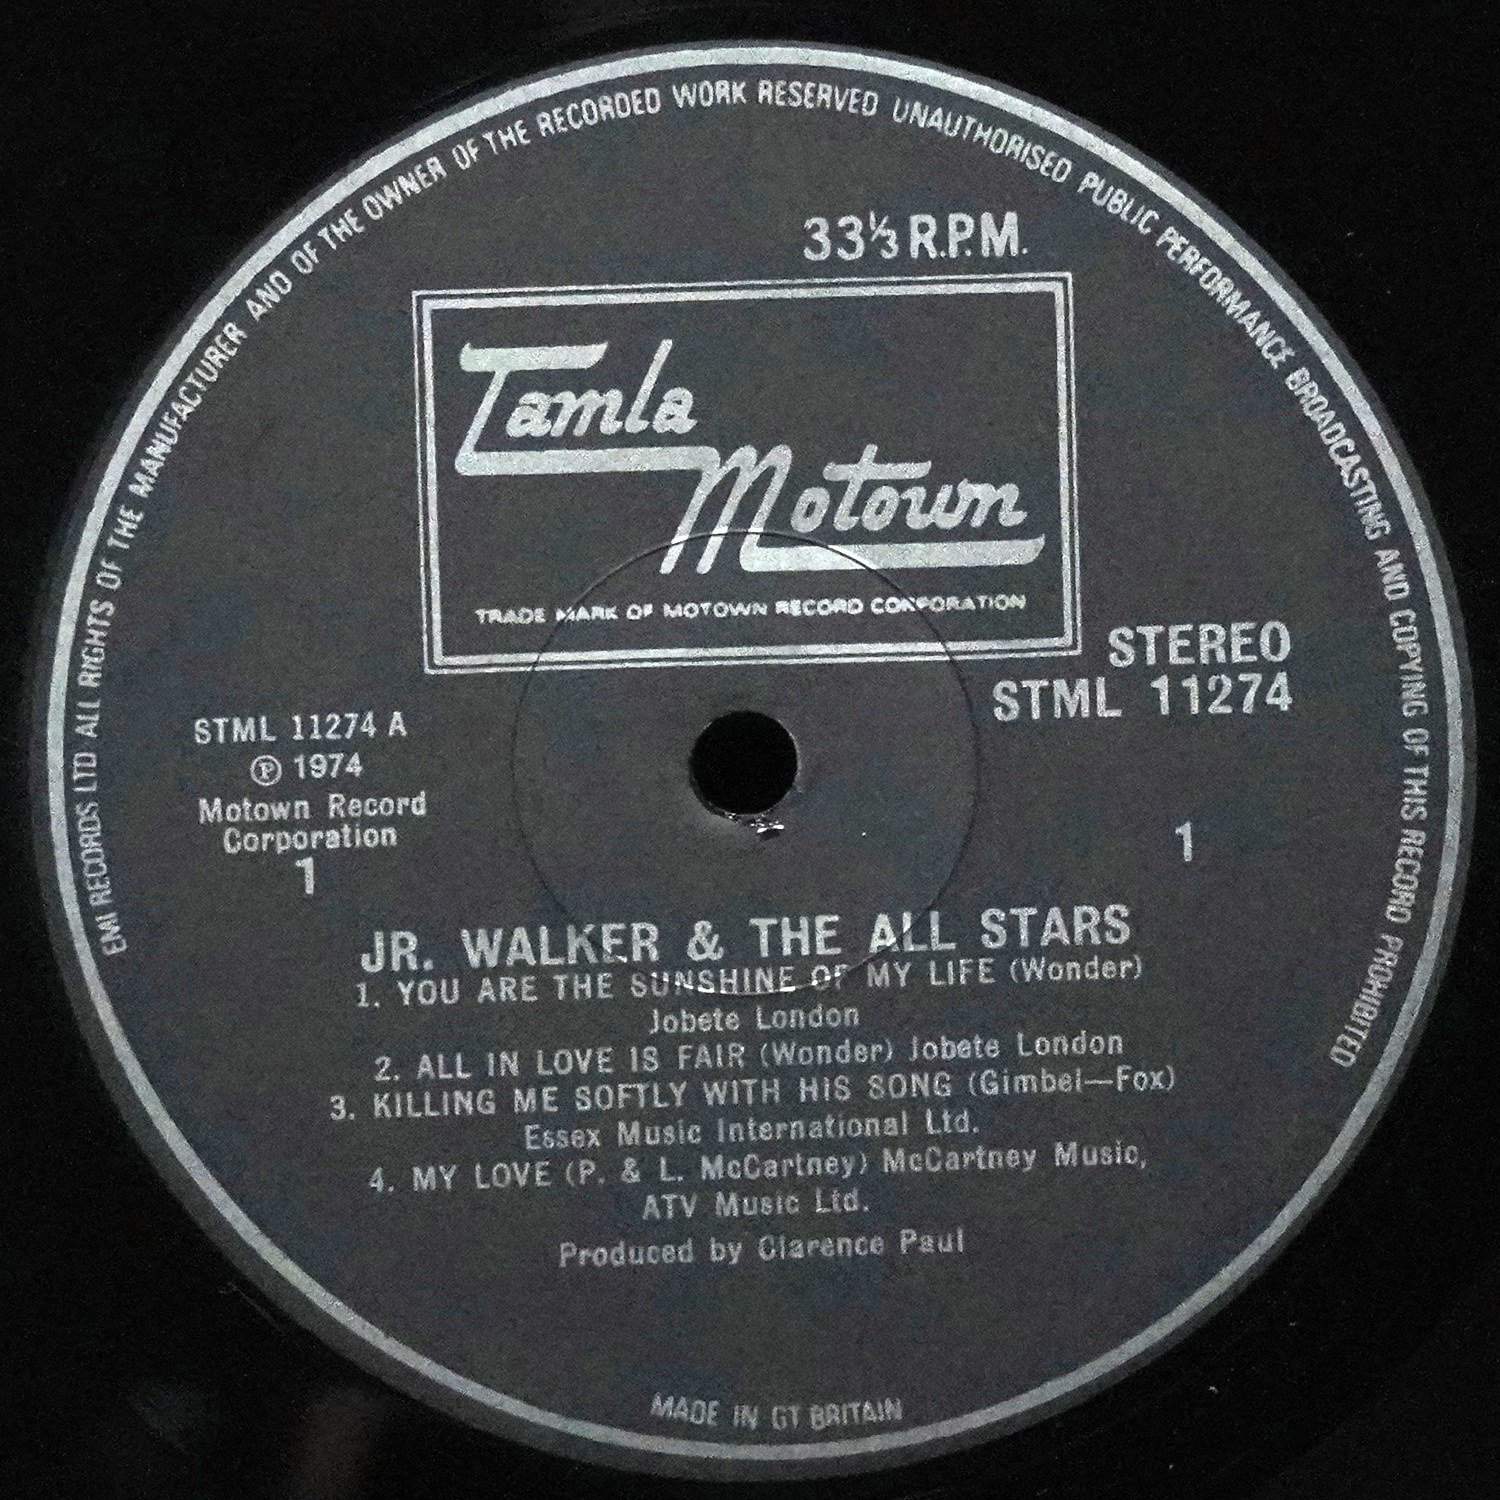 EMI RECORDS LTD ALL RIGHTS OF THE MANUFACTURER AND OF THE OWNER OF THE RECORDED WORK RESERVED UNAUTHORISED PUBLIC PERFORMANCE BROADCASTING AND COPYING OF THIS RECORD PROHIBITED
33⅓ R.P.M.
Tamla
Motown
TRADE MARK OF MOTOWN RECORD CORPORATION
STEREO
STML 11274
STML 11274 A
℗ 1974
Motown Record
Corporation
1
1
JR. WALKER & THE ALL STARS
1. YOU ARE THE SUNSHINE OF MY LIFE (Wonder)
Jobete London
2. ALL IN LOVE IS FAIR (Wonder) Jobete London
3. KILLING ME SOFTLY WITH HIS SONG (Gimbel—Fox)
Essex Music International Ltd.
4. MY LOVE (P. & L. McCartney) McCartney Music,
ATV Music Ltd.
Produced by Clarence Paul
MADE IN GT BRITAIN